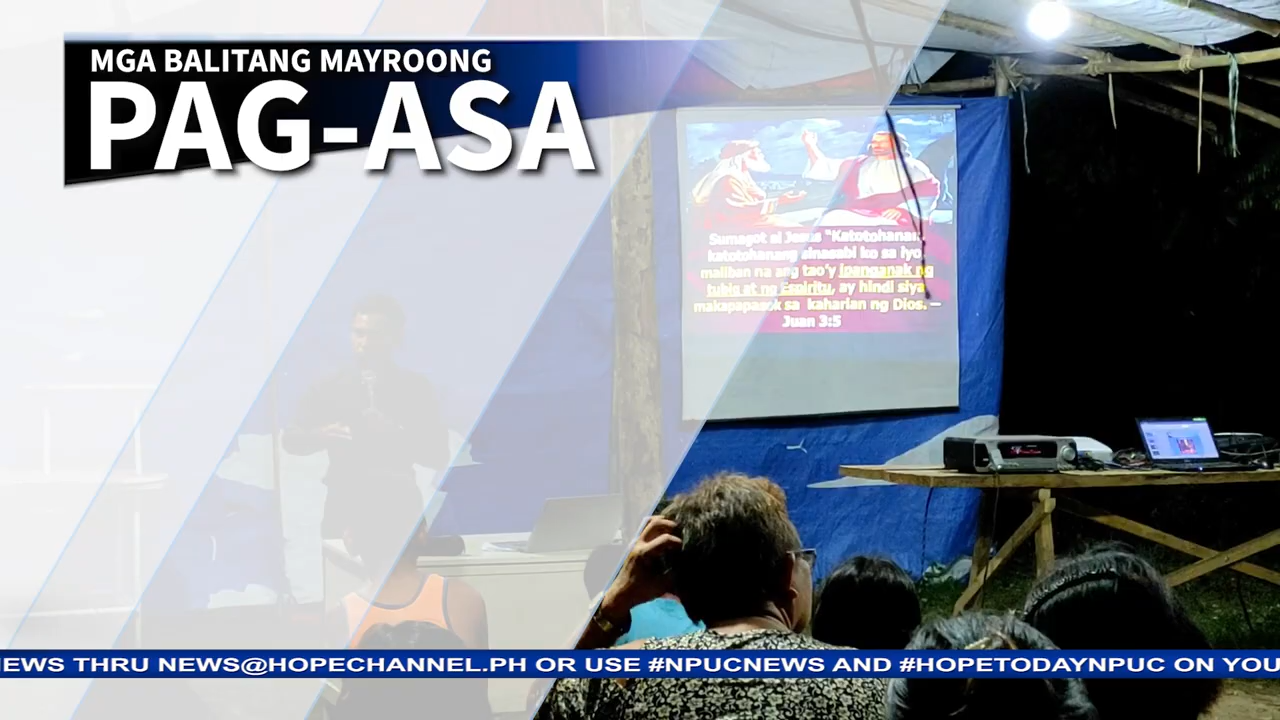 MGA BALITANG MAYROONG
PAG-ASA
Sumagot si Jesus "Katotohanan,
katotohanang sinasabi ko sa iyo,
maliban na ang tao'y ipanganak ng
tubig at ng Espiritu, ay hindi siya
makapapasok sa kaharian ng Dios. –
Juan 3:5
EWS THRU NEWS@HOPECHANNEL.PH OR USE #NPUCNEWS AND #HOPETODAYNPUC ON YOU